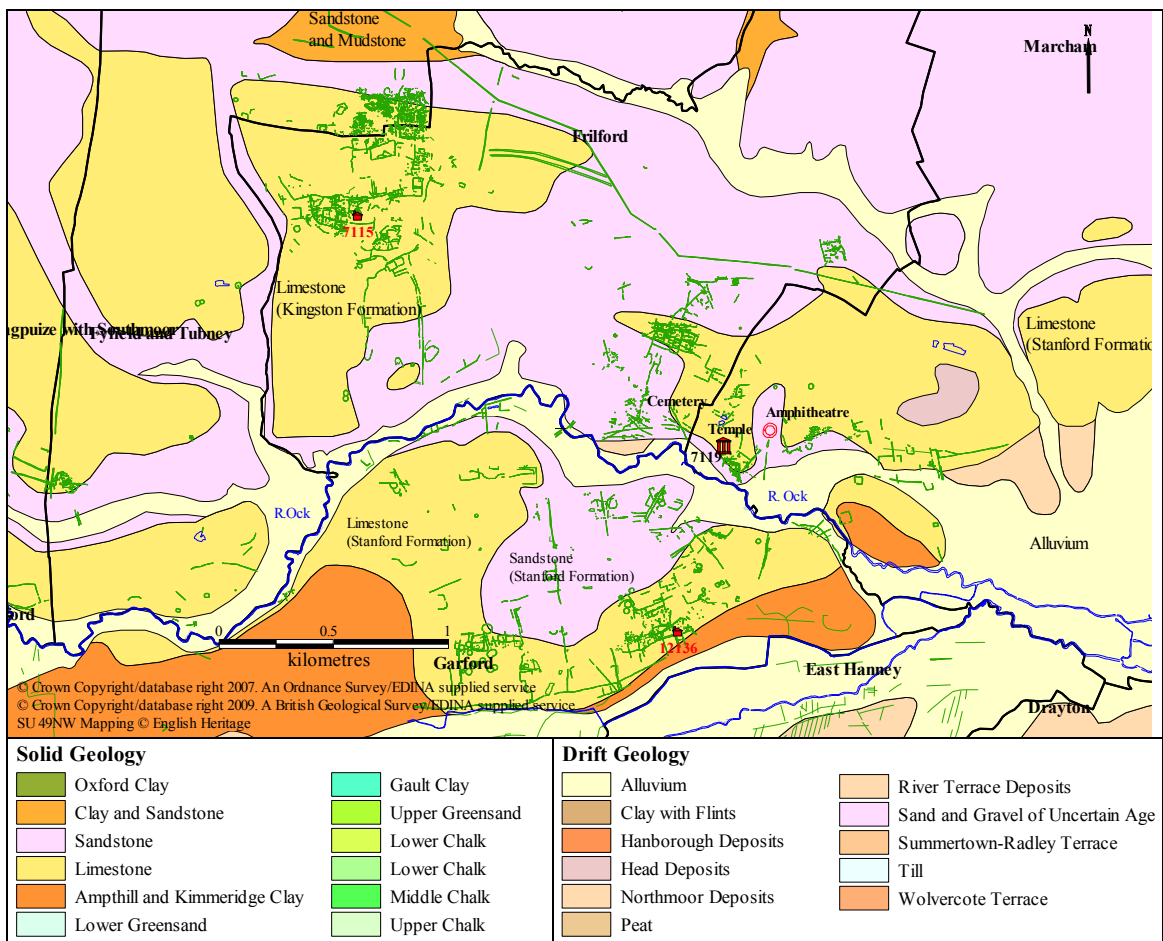 Sandstone
and Mudstone
Marcham
N
Frilford
7115
Limestone
(Kingston Formation)
Limestone
(Stanford Formatio
gpuize with Southmoor
Fyfield and Tubney
Cemetery
Amphitheatre
Temple
7119
R.Ock
R. Ock
Limestone
(Stanford Formation)
Sandstone
(Stanford Formation)
Alluvium
ord
0 0.5 1
kilometres
Garford
12136
East Hanney
Drayton
© Crown Copyright/database right 2007. An Ordnance Survey/EDINA supplied service
© Crown Copyright/database right 2009. A British Geological Survey/EDINA supplied service
SU 49NW Mapping © English Heritage
Solid Geology
Oxford Clay
Clay and Sandstone
Sandstone
Limestone
Ampthill and Kimmeridge Clay
Lower Greensand
Gault Clay
Upper Greensand
Lower Chalk
Lower Chalk
Middle Chalk
Upper Chalk
Drift Geology
Alluvium
Clay with Flints
Hanborough Deposits
Head Deposits
Northmoor Deposits
Peat
River Terrace Deposits
Sand and Gravel of Uncertain Age
Summertown-Radley Terrace
Till
Wolvercote Terrace